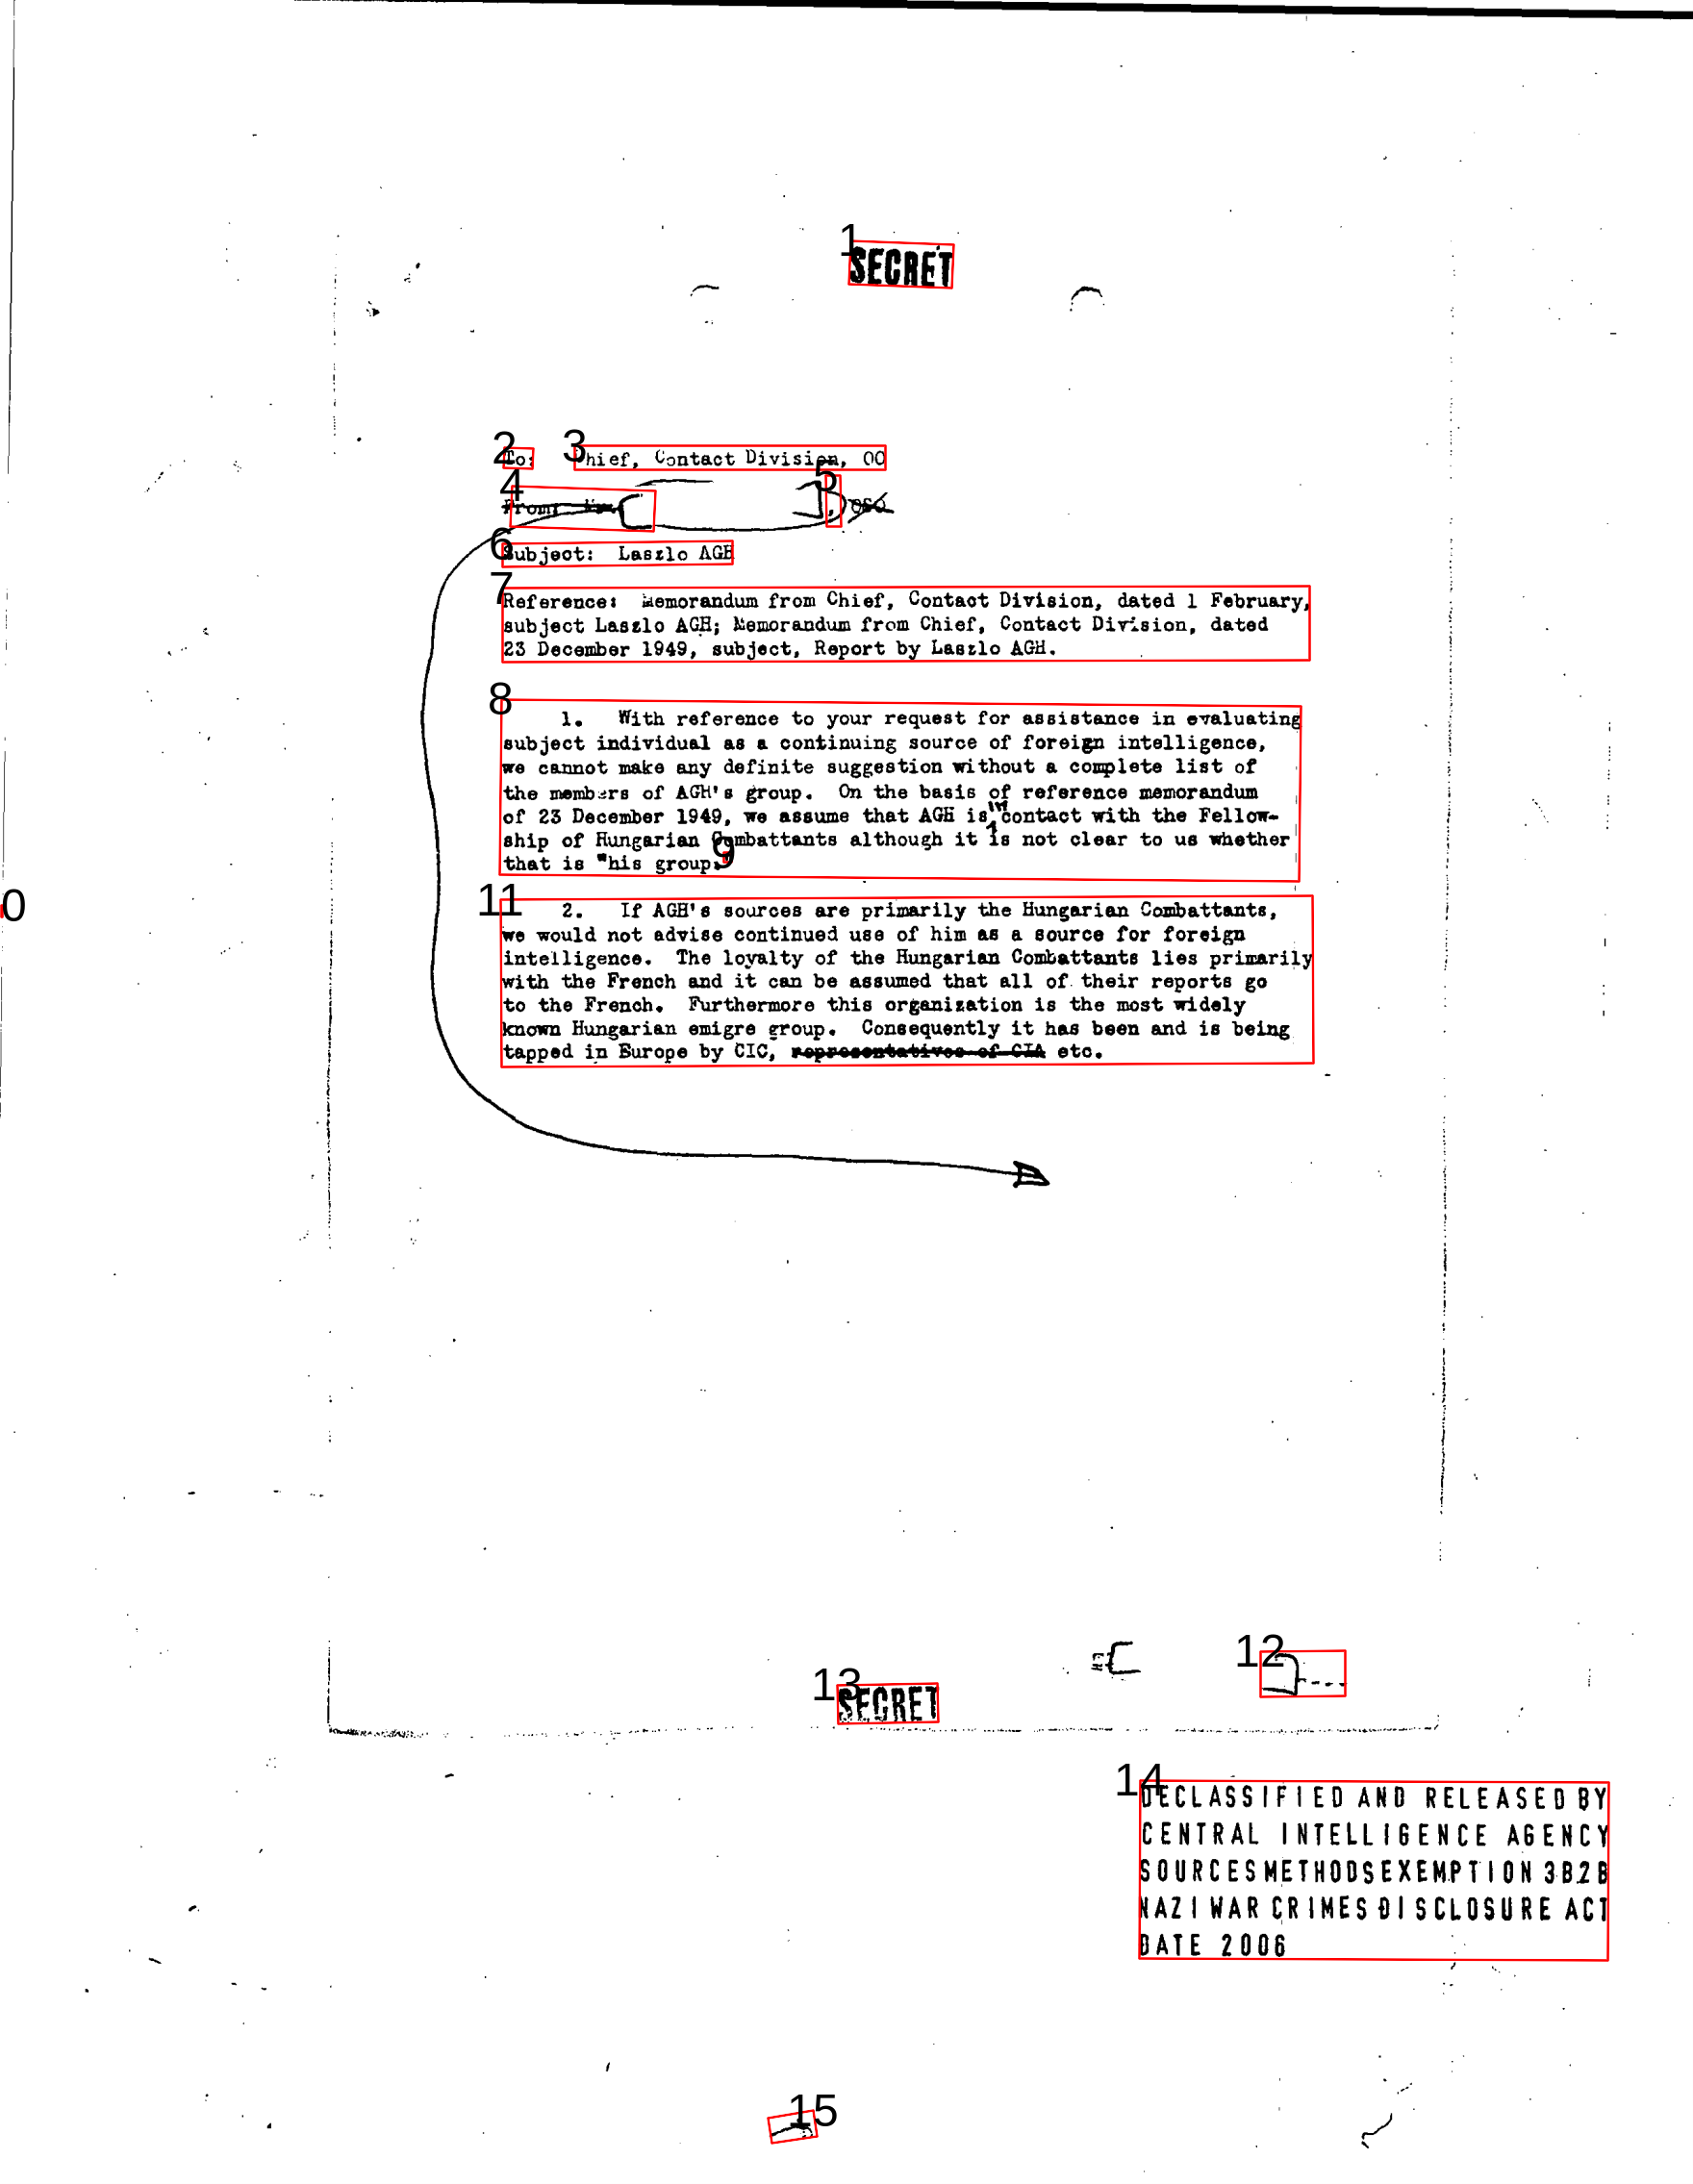 SECRET
To: Chief, Contact Division, OO
From:
Subject: Laszlo AGH
Reference: Memorandum from Chief, Contact Division, dated 1 February,
subject Laszlo AGH; Memorandum from Chief, Contact Division, dated
23 December 1949, subject, Report by Laszlo AGH.
1. With reference to your request for assistance in evaluating
subject individual as a continuing source of foreign intelligence,
we cannot make any definite suggestion without a complete list of
the members of AGH's group. On the basis of reference memorandum
of 23 December 1949, we assume that AGH is in contact with the Fellow-
ship of Hungarian Combattants although it is not clear to us whether
that is "his group.
2. If AGH's sources are primarily the Hungarian Combattants,
we would not advise continued use of him as a source for foreign
intelligence. The loyalty of the Hungarian Combattants lies primarily
with the French and it can be assumed that all of their reports go
to the French. Furthermore this organization is the most widely
known Hungarian emigre group. Consequently it has been and is being
tapped in Europe by CIC, representatives of CIA etc.
SECRET
DECLASSIFIED AND RELEASED BY
CENTRAL INTELLIGENCE AGENCY
SOURCES METHODS EXEMPTION 3B2B
NAZI WAR CRIMES DISCLOSURE ACT
DATE 2006